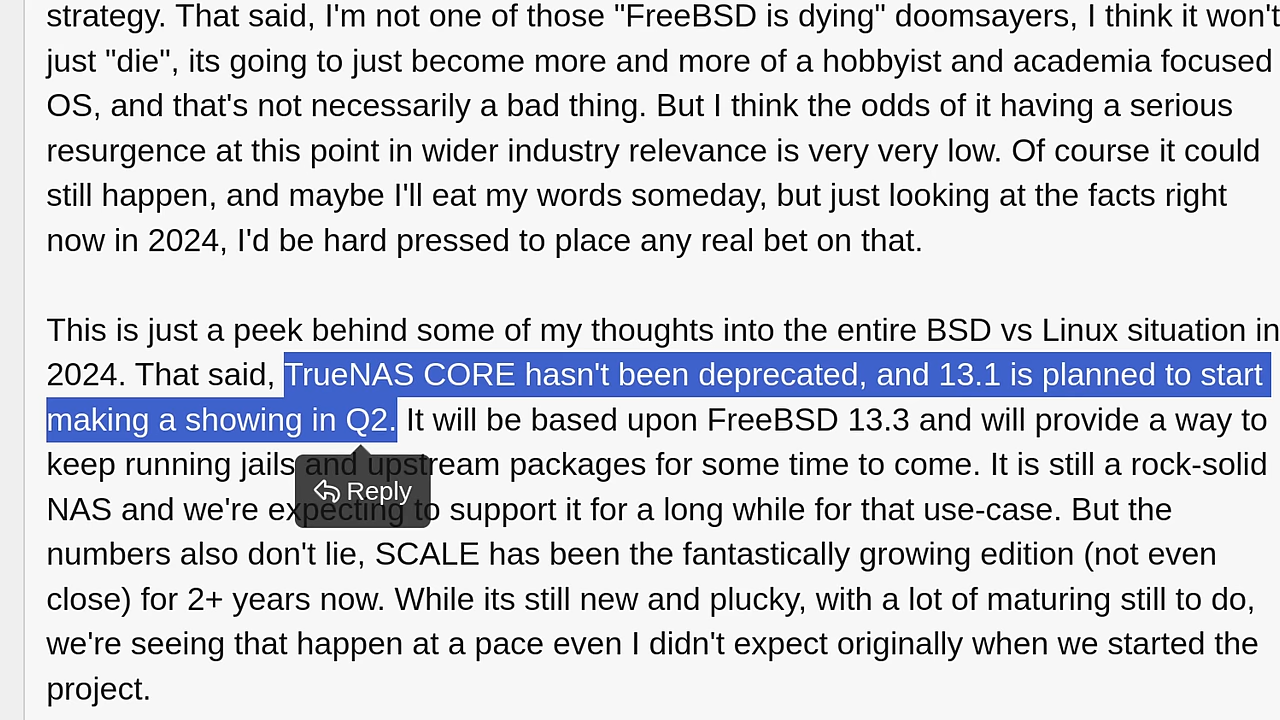 strategy. That said, I'm not one of those "FreeBSD is dying" doomsayers, I think it won't
just "die", its going to just become more and more of a hobbyist and academia focused
OS, and that's not necessarily a bad thing. But I think the odds of it having a serious
resurgence at this point in wider industry relevance is very very low. Of course it could
still happen, and maybe I'll eat my words someday, but just looking at the facts right
now in 2024, I'd be hard pressed to place any real bet on that.
This is just a peek behind some of my thoughts into the entire BSD vs Linux situation in
2024. That said, TrueNAS CORE hasn't been deprecated, and 13.1 is planned to start
making a showing in Q2. It will be based upon FreeBSD 13.3 and will provide a way to
keep running jails and upstream packages for some time to come. It is still a rock-solid
Reply
NAS and we're expecting to support it for a long while for that use-case. But the
numbers also don't lie, SCALE has been the fantastically growing edition (not even
close) for 2+ years now. While its still new and plucky, with a lot of maturing still to do,
we're seeing that happen at a pace even I didn't expect originally when we started the
project.